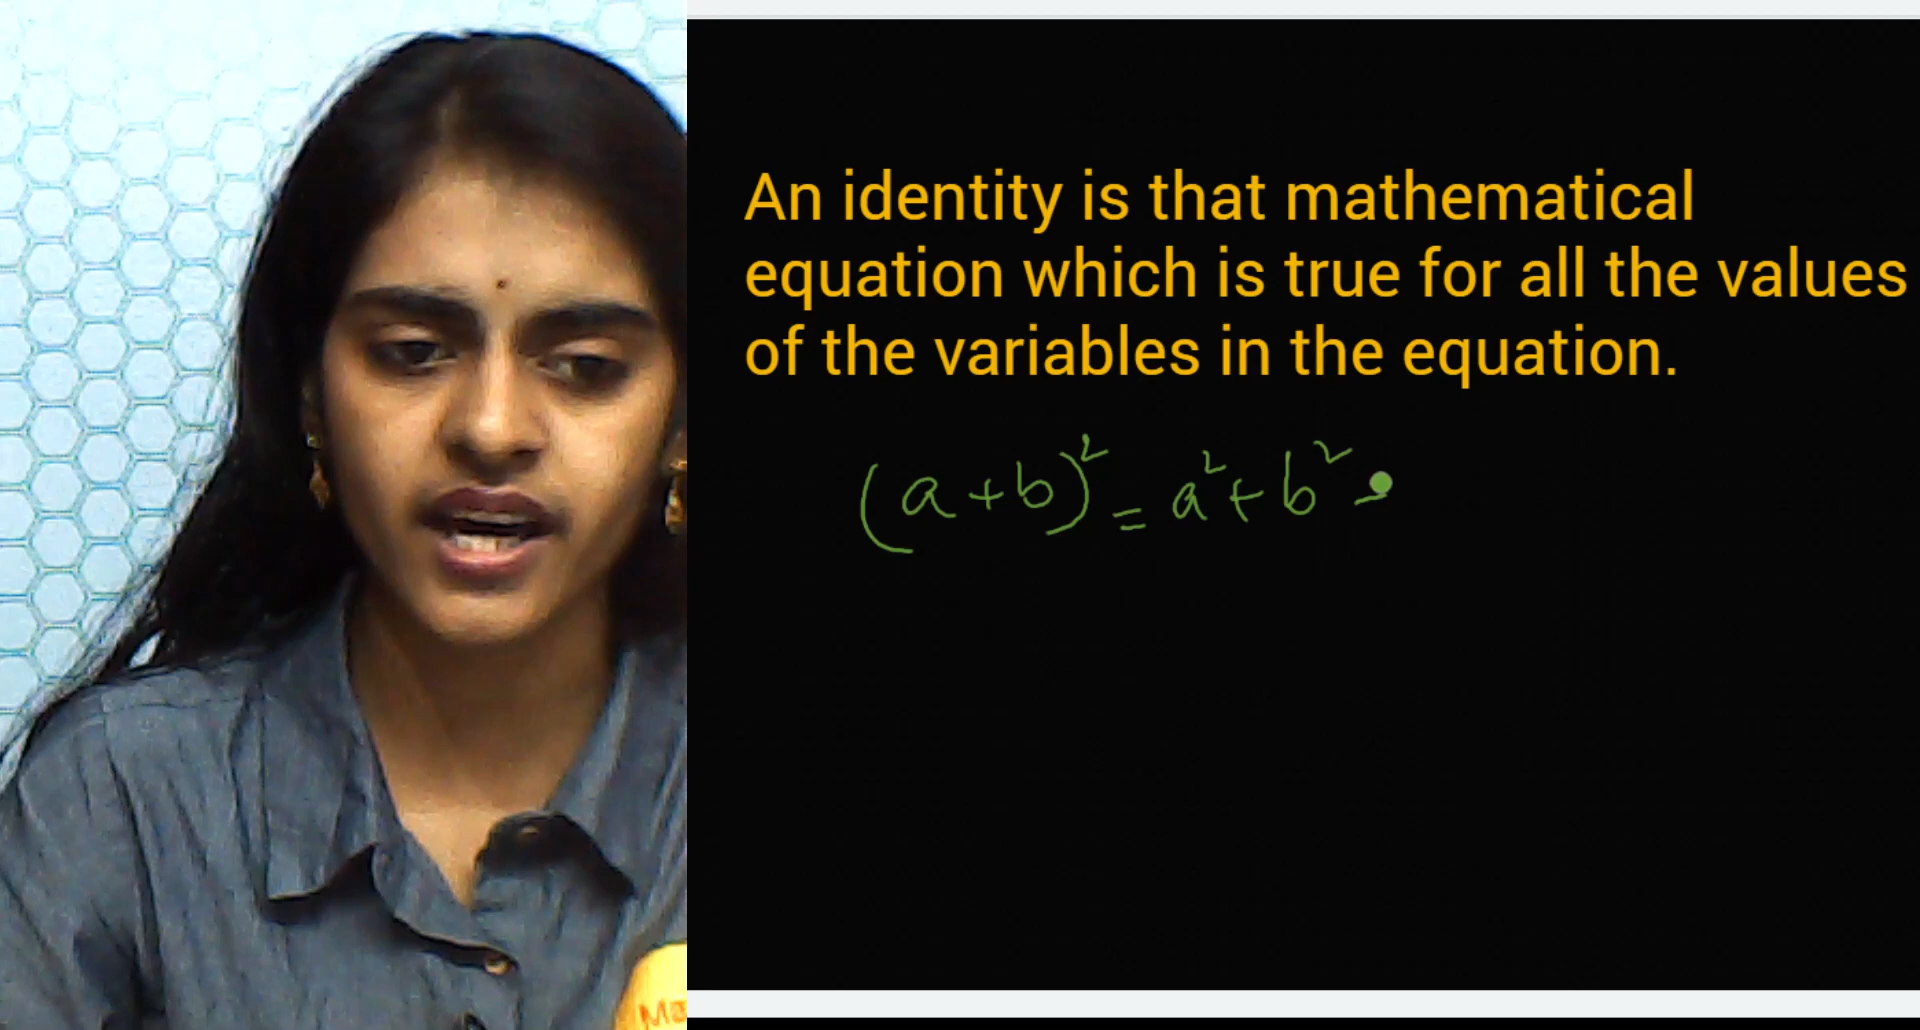 An identity is that mathematical
equation which is true for all the values
of the variables in the equation.
(a+b)² = a² + b²